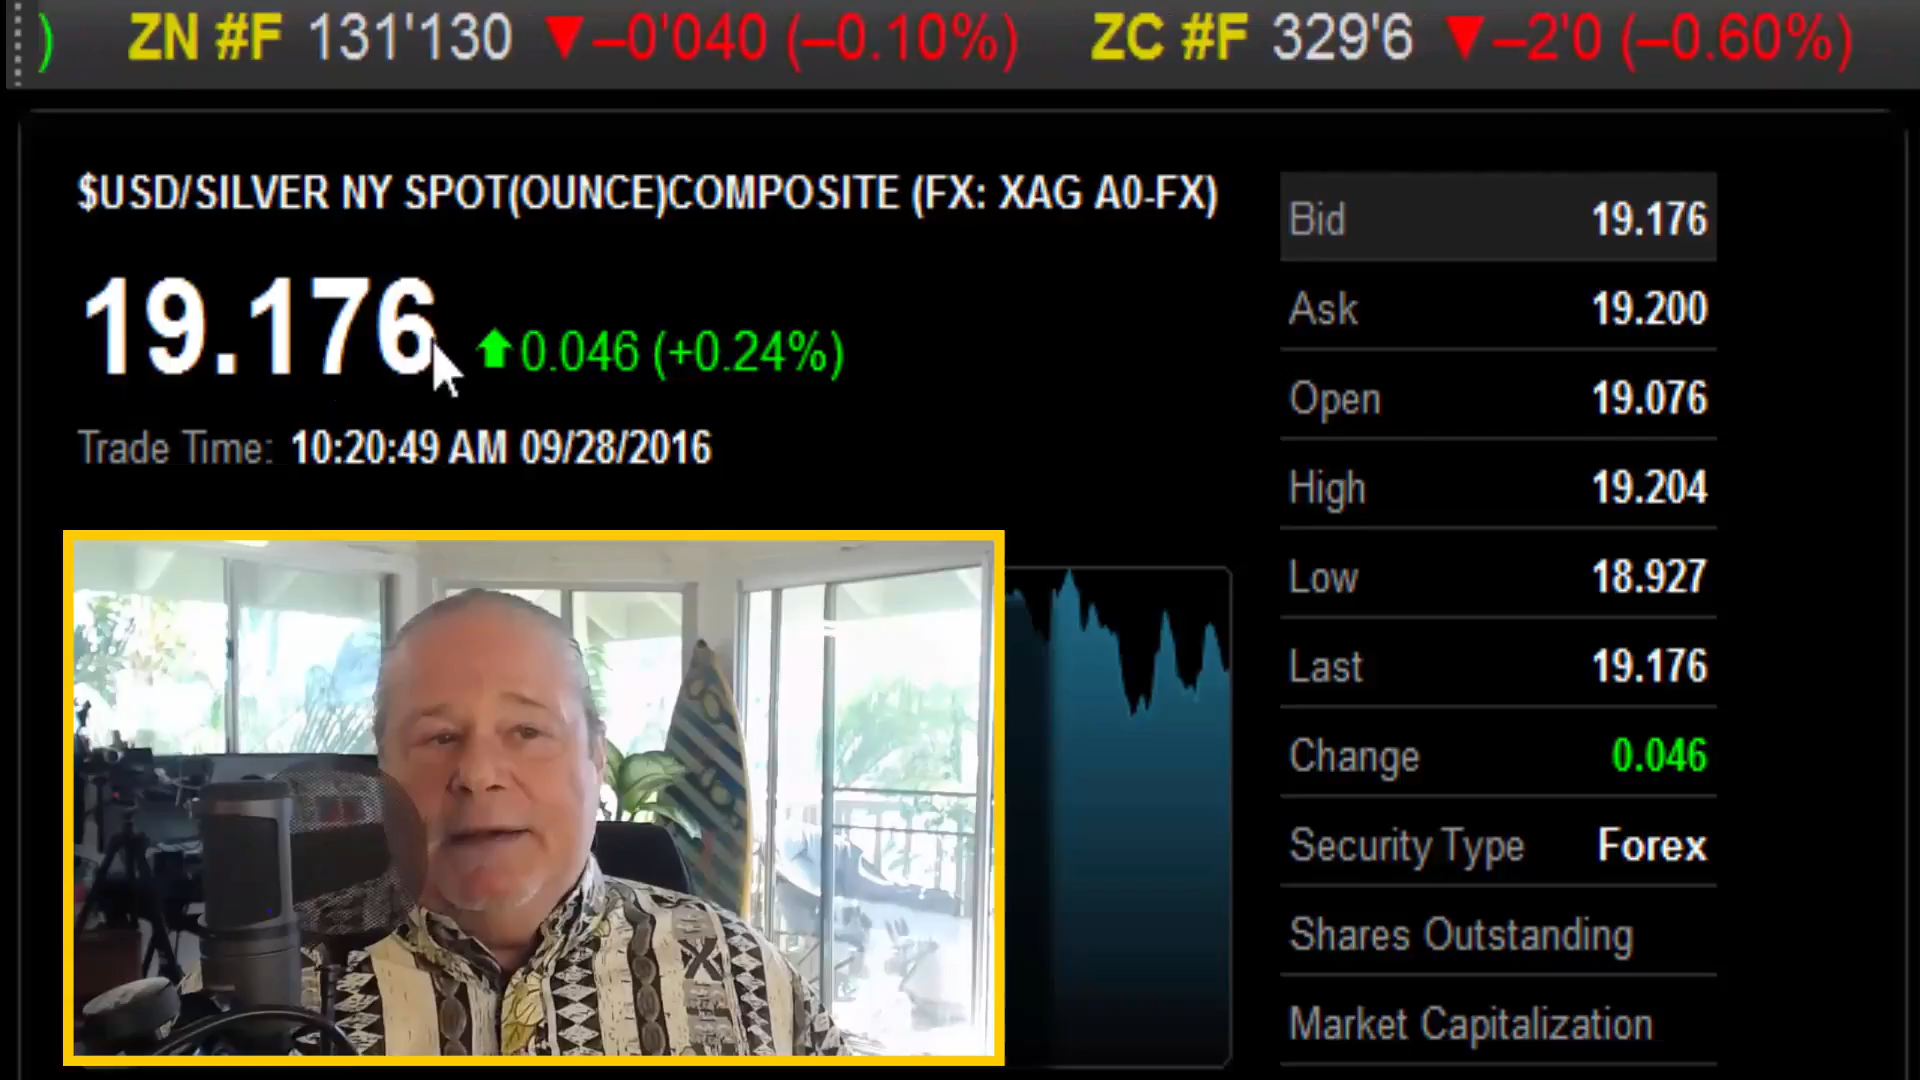 ) ZN #F 131'130 ▼–0'040 (–0.10%) ZC #F 329'6 ▼–2'0 (–0.60%)
$USD/SILVER NY SPOT(OUNCE)COMPOSITE (FX: XAG A0-FX)
19.176 0.046 (+0.24%)
Trade Time: 10:20:49 AM 09/28/2016
Bid 19.176
Ask 19.200
Open 19.076
High 19.204
Low 18.927
Last 19.176
Change 0.046
Security Type Forex
Shares Outstanding
Market Capitalization